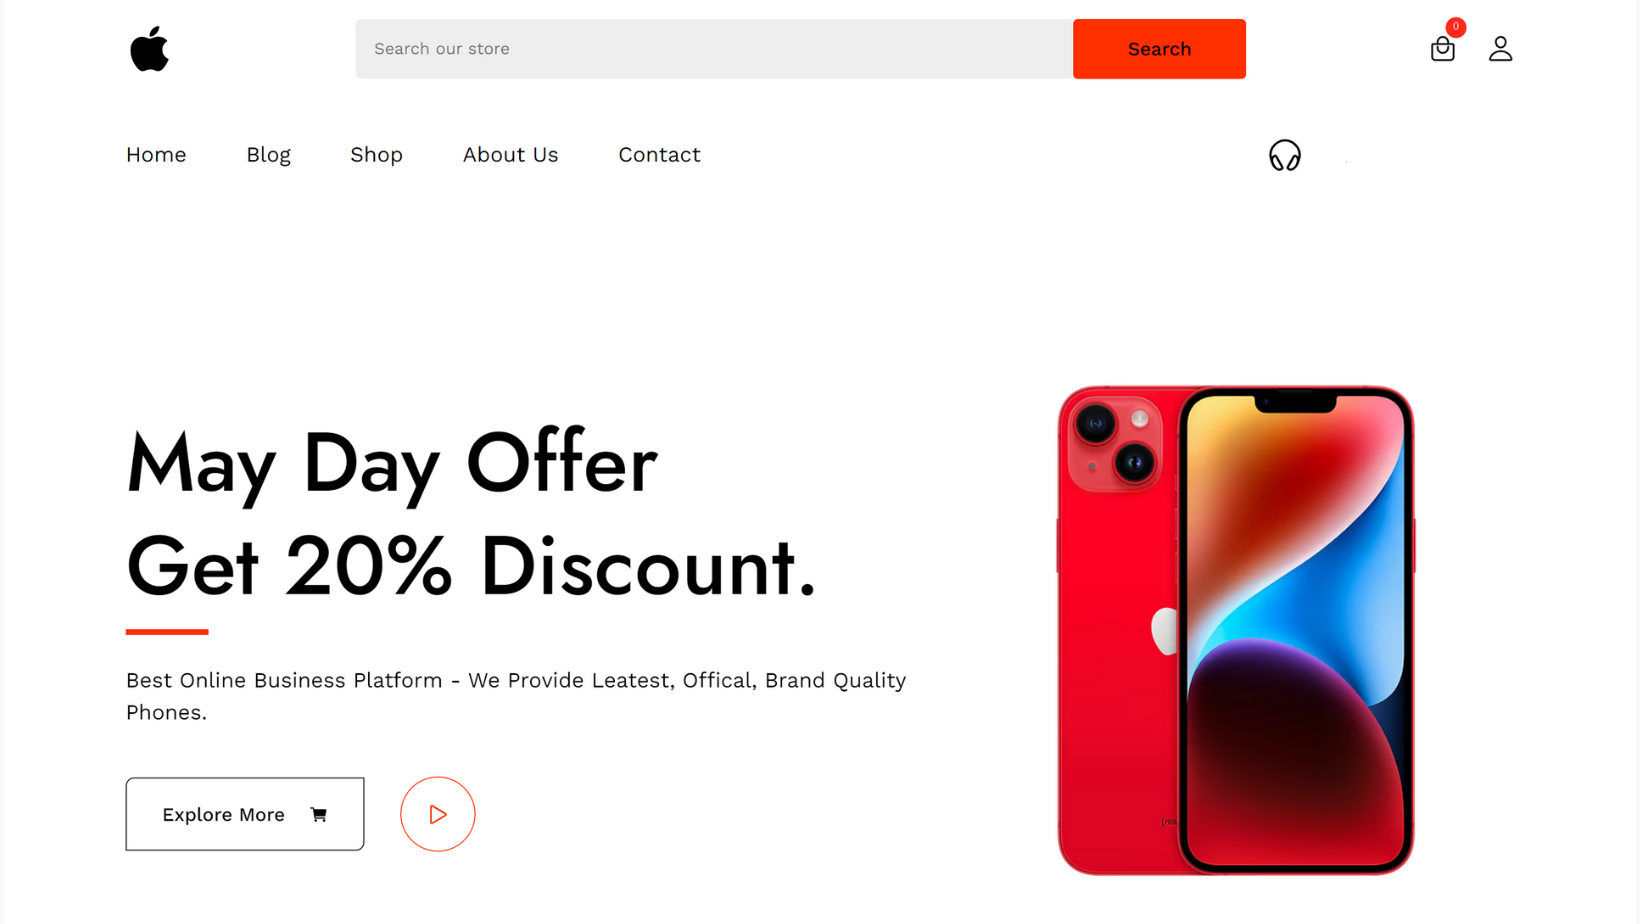 Search our store
Search
0
Home
Blog
Shop
About Us
Contact
May Day Offer
Get 20% Discount.
Best Online Business Platform - We Provide Leatest, Offical, Brand Quality
Phones.
Explore More